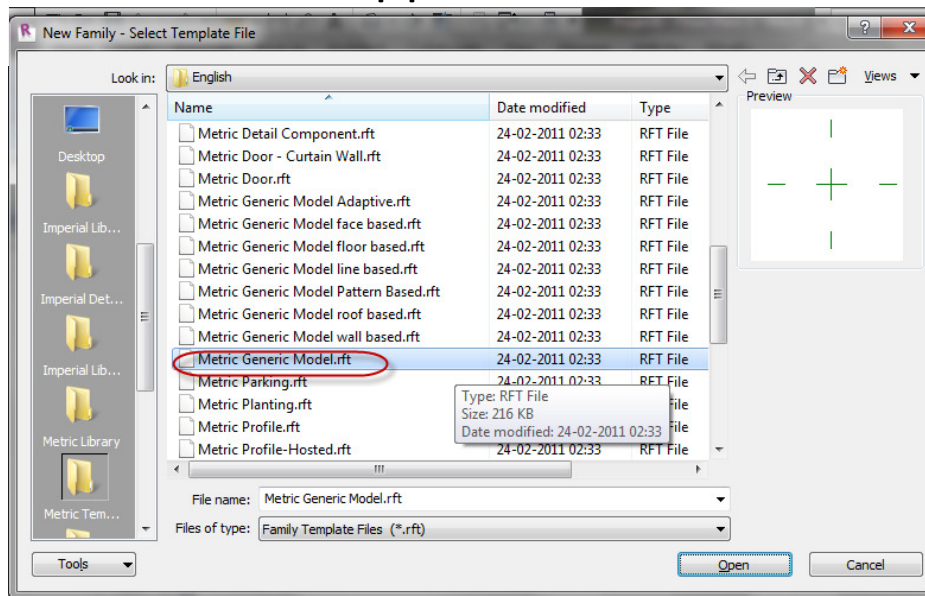 New Family - Select Template File
Look in: English Views
Preview
Name Date modified Type
Desktop
Imperial Lib...
Imperial Det...
Imperial Lib...
Metric Library
Metric Tem...
Metric Detail Component.rft 24-02-2011 02:33 RFT File
Metric Door - Curtain Wall.rft 24-02-2011 02:33 RFT File
Metric Door.rft 24-02-2011 02:33 RFT File
Metric Generic Model Adaptive.rft 24-02-2011 02:33 RFT File
Metric Generic Model face based.rft 24-02-2011 02:33 RFT File
Metric Generic Model floor based.rft 24-02-2011 02:33 RFT File
Metric Generic Model line based.rft 24-02-2011 02:33 RFT File
Metric Generic Model Pattern Based.rft 24-02-2011 02:33 RFT File
Metric Generic Model roof based.rft 24-02-2011 02:33 RFT File
Metric Generic Model wall based.rft 24-02-2011 02:33 RFT File
Metric Generic Model.rft 24-02-2011 02:33 RFT File
Metric Parking.rft 24-02-2011 02:33 RFT File
Metric Planting.rft File
Metric Profile.rft File
Metric Profile-Hosted.rft 24-02-2011 02:33 RFT File
Type: RFT File
Size: 216 KB
Date modified: 24-02-2011 02:33
File name: Metric Generic Model.rft
Files of type: Family Template Files (*.rft)
Tools Open Cancel